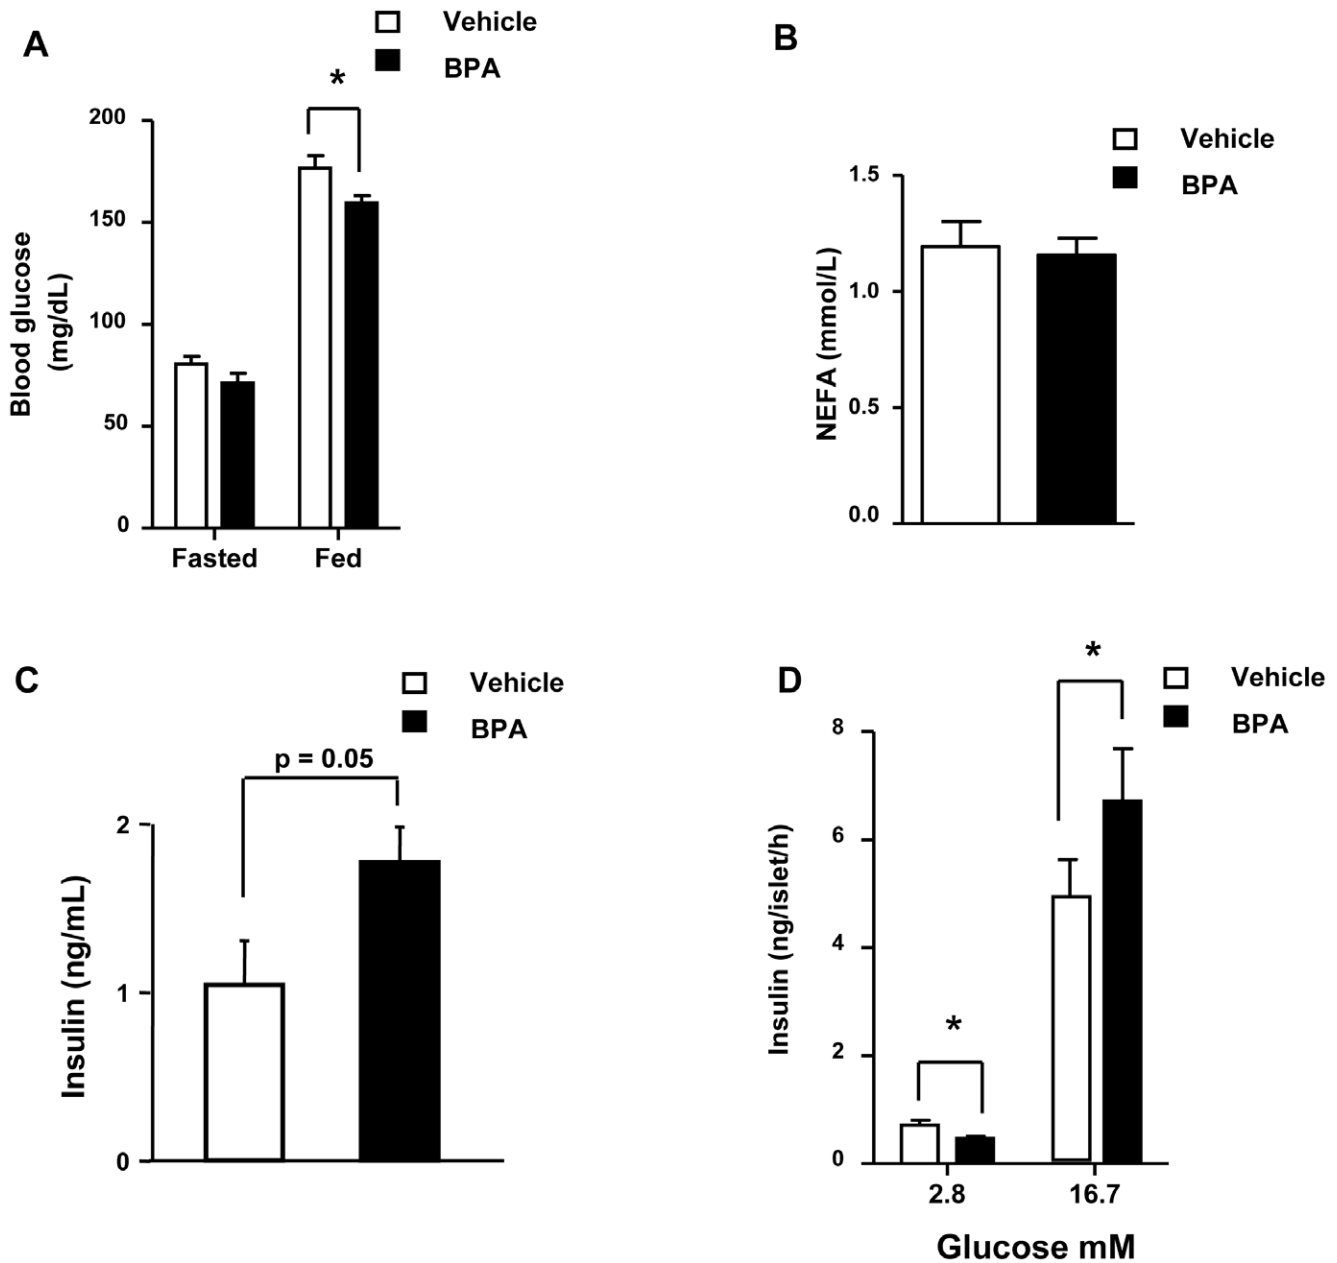 A
Vehicle
BPA
*
200
150
100
50
0
Blood glucose
(mg/dL)
Fasted
Fed
B
Vehicle
BPA
1.5
1.0
0.5
0.0
NEFA (mmol/L)
C
Vehicle
BPA
p = 0.05
2
1
0
Insulin (ng/mL)
D
Vehicle
BPA
*
*
8
6
4
2
0
Insulin (ng/islet/h)
2.8
16.7
Glucose mM